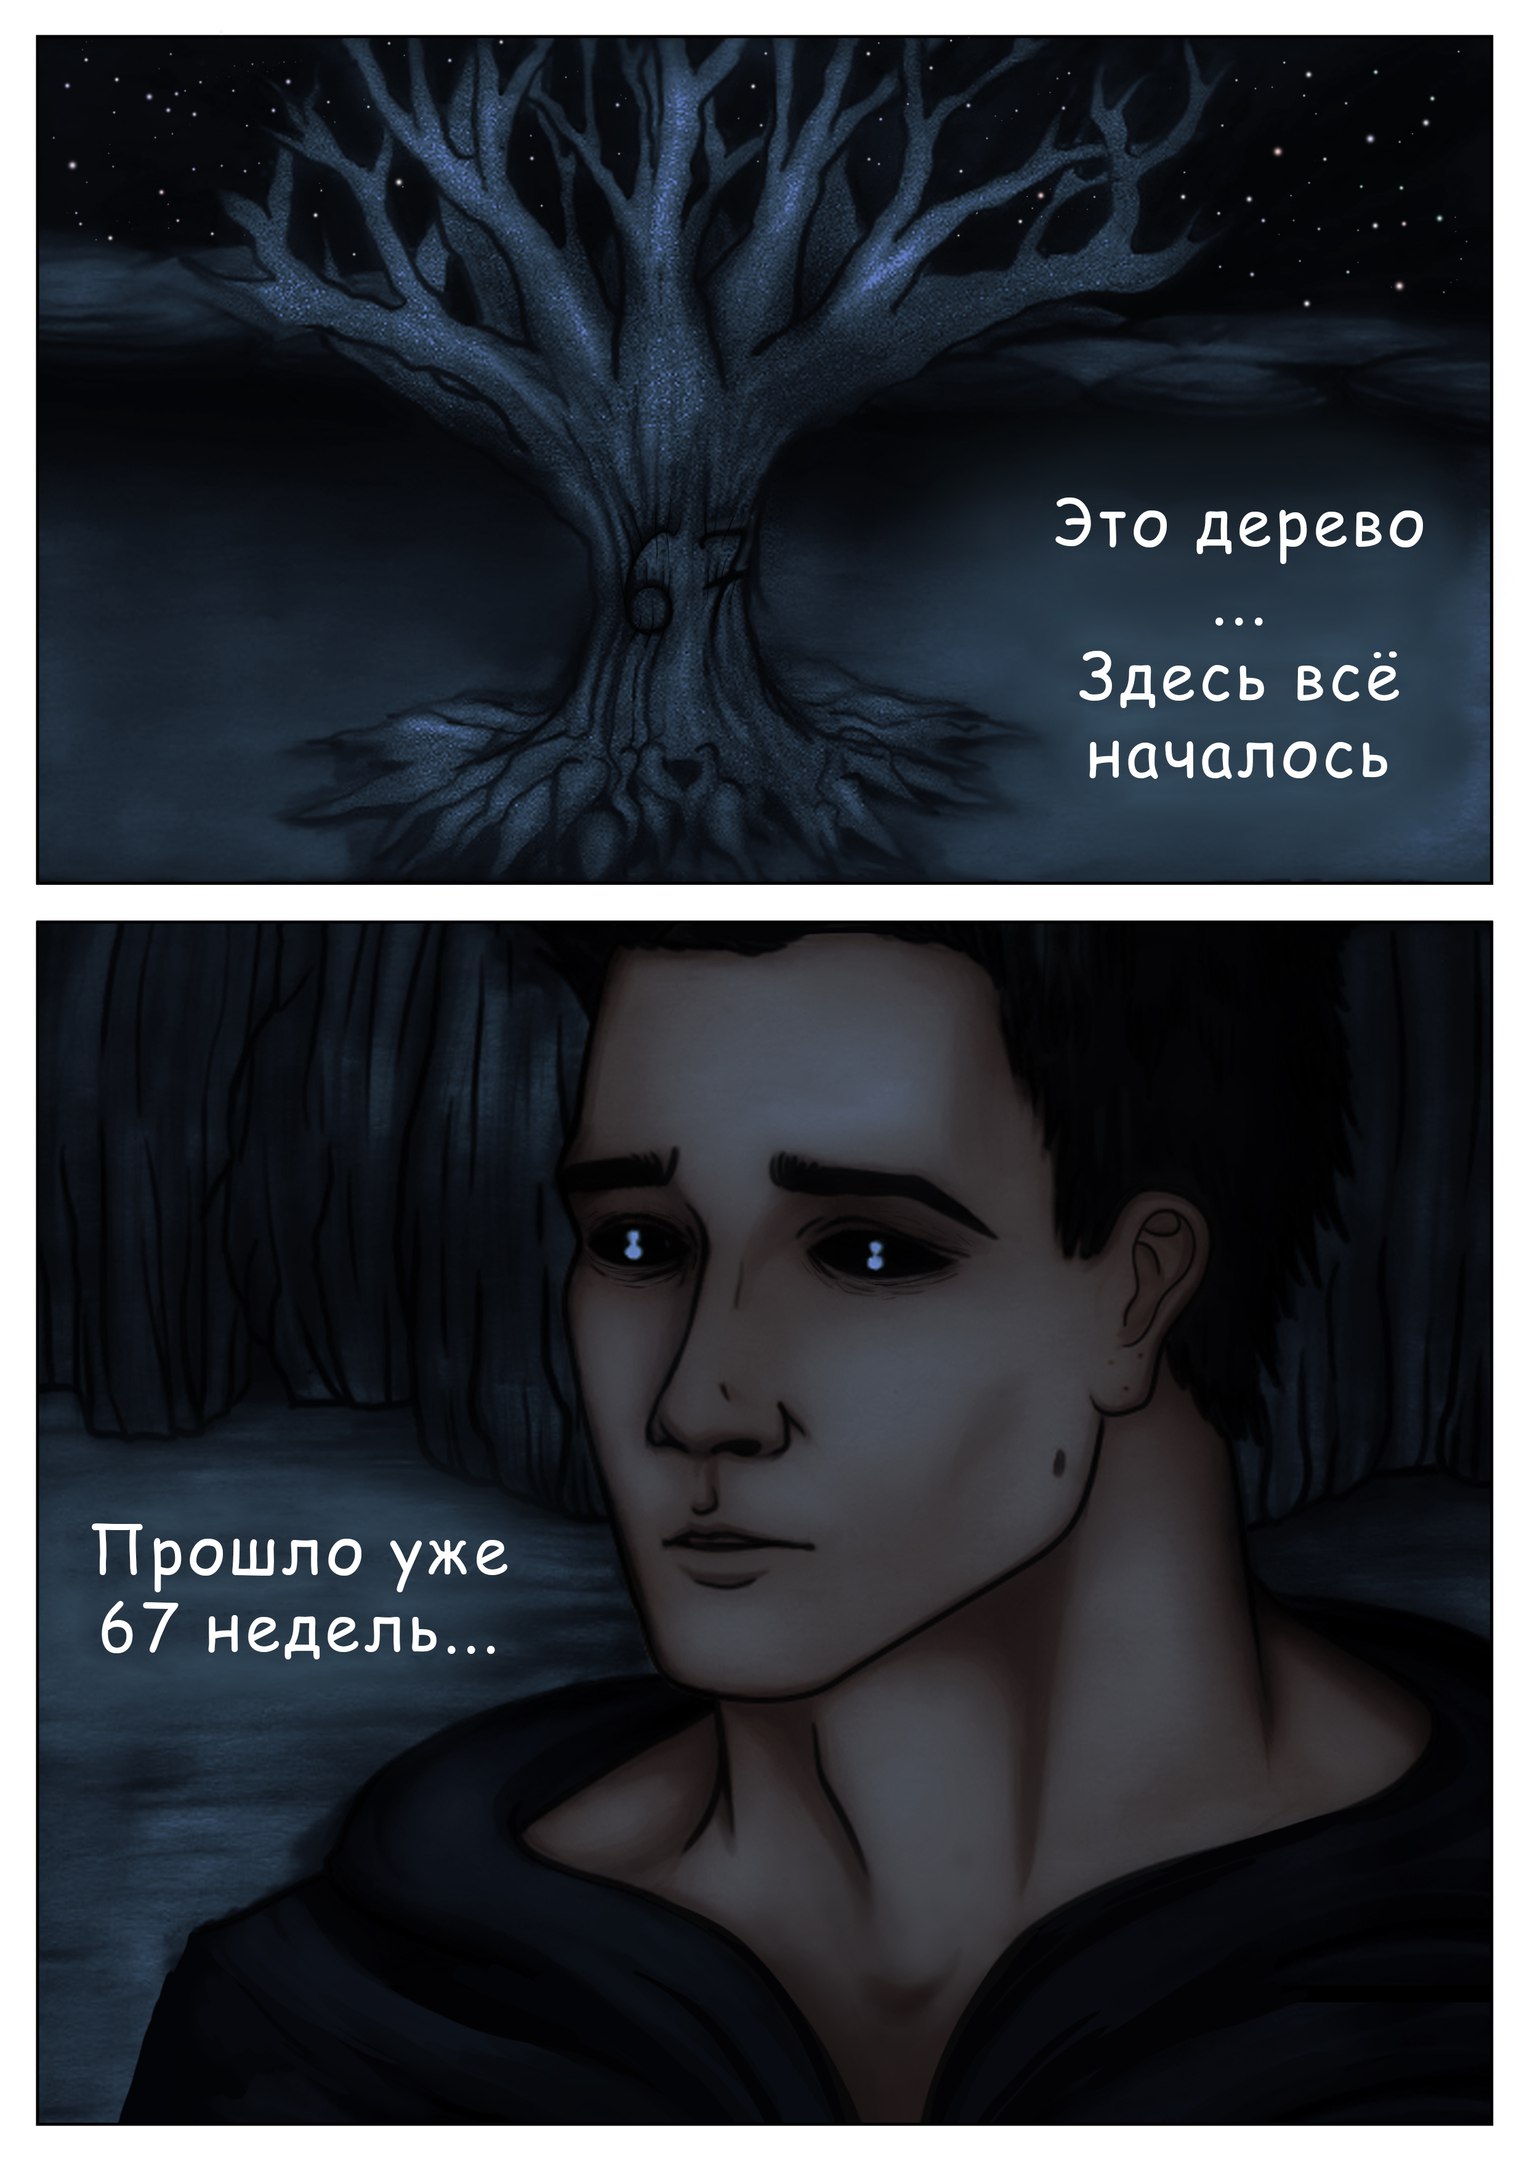 67
Это дерево
...
Здесь всё
началось
Прошло уже
67 недель...